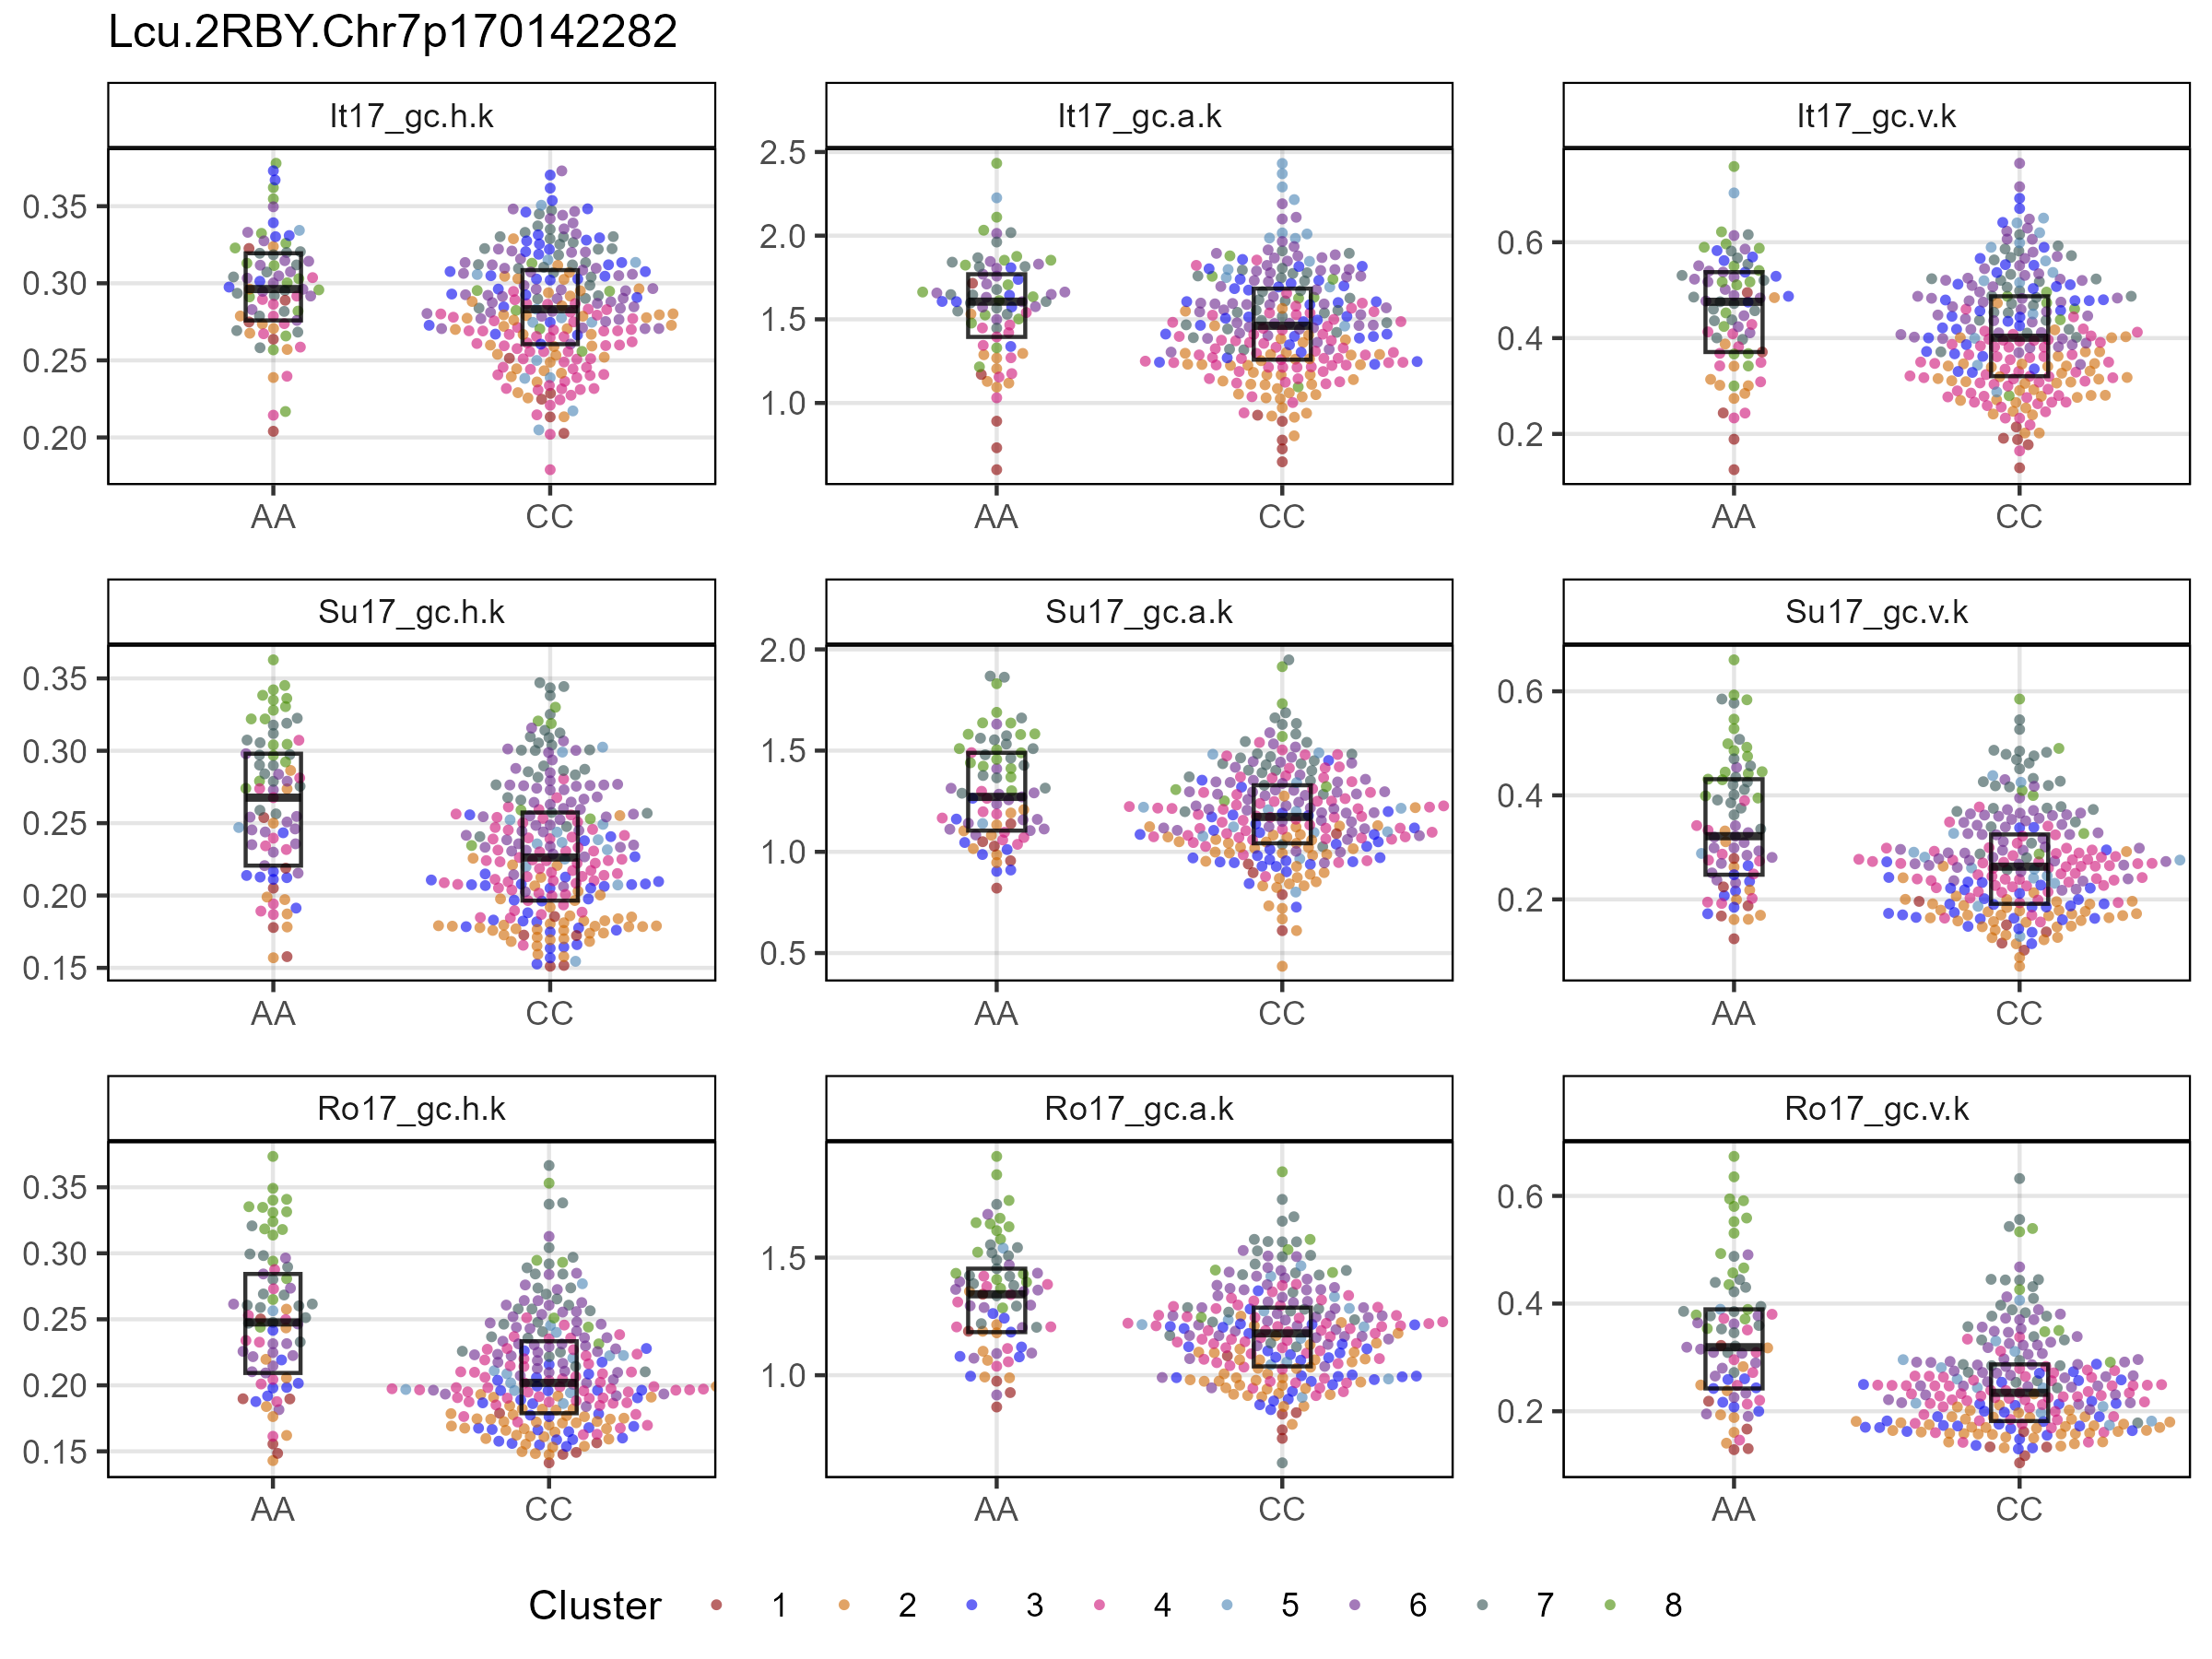 Lcu.2RBY.Chr7p170142282
It17_gc.h.k
It17_gc.a.k
It17_gc.v.k
0.35
0.30
0.25
0.20
AA
CC
2.5
2.0
1.5
1.0
AA
CC
0.6
0.4
0.2
AA
CC
Su17_gc.h.k
Su17_gc.a.k
Su17_gc.v.k
0.35
0.30
0.25
0.20
0.15
AA
CC
2.0
1.5
1.0
0.5
AA
CC
0.6
0.4
0.2
AA
CC
Ro17_gc.h.k
Ro17_gc.a.k
Ro17_gc.v.k
0.35
0.30
0.25
0.20
0.15
AA
CC
1.5
1.0
AA
CC
0.6
0.4
0.2
AA
CC
Cluster 1 2 3 4 5 6 7 8